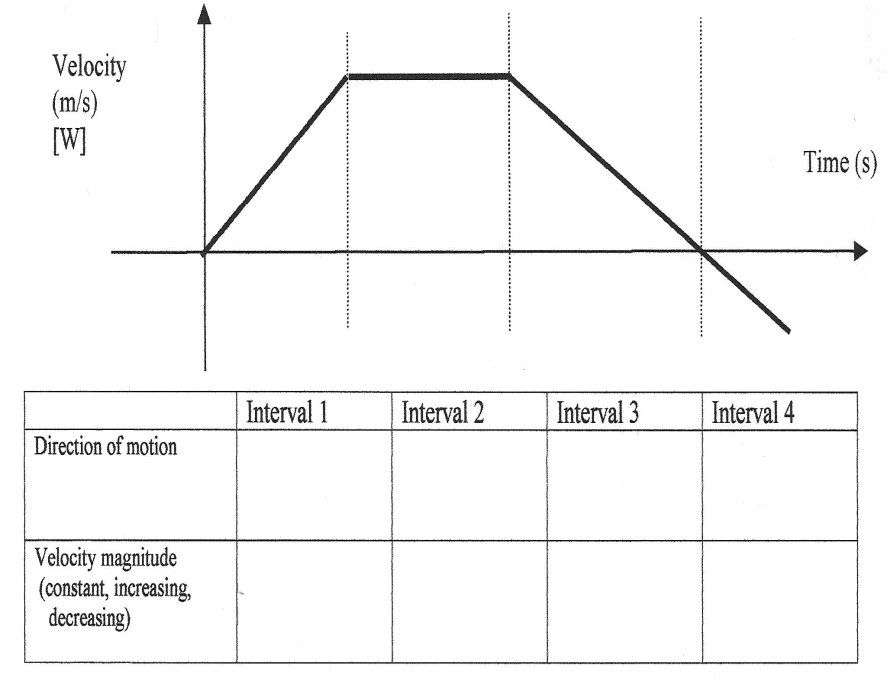 Velocity
(m/s)
[W]
Time (s)
Interval 1 Interval 2 Interval 3 Interval 4
Direction of motion
Velocity magnitude
(constant, increasing,
decreasing)